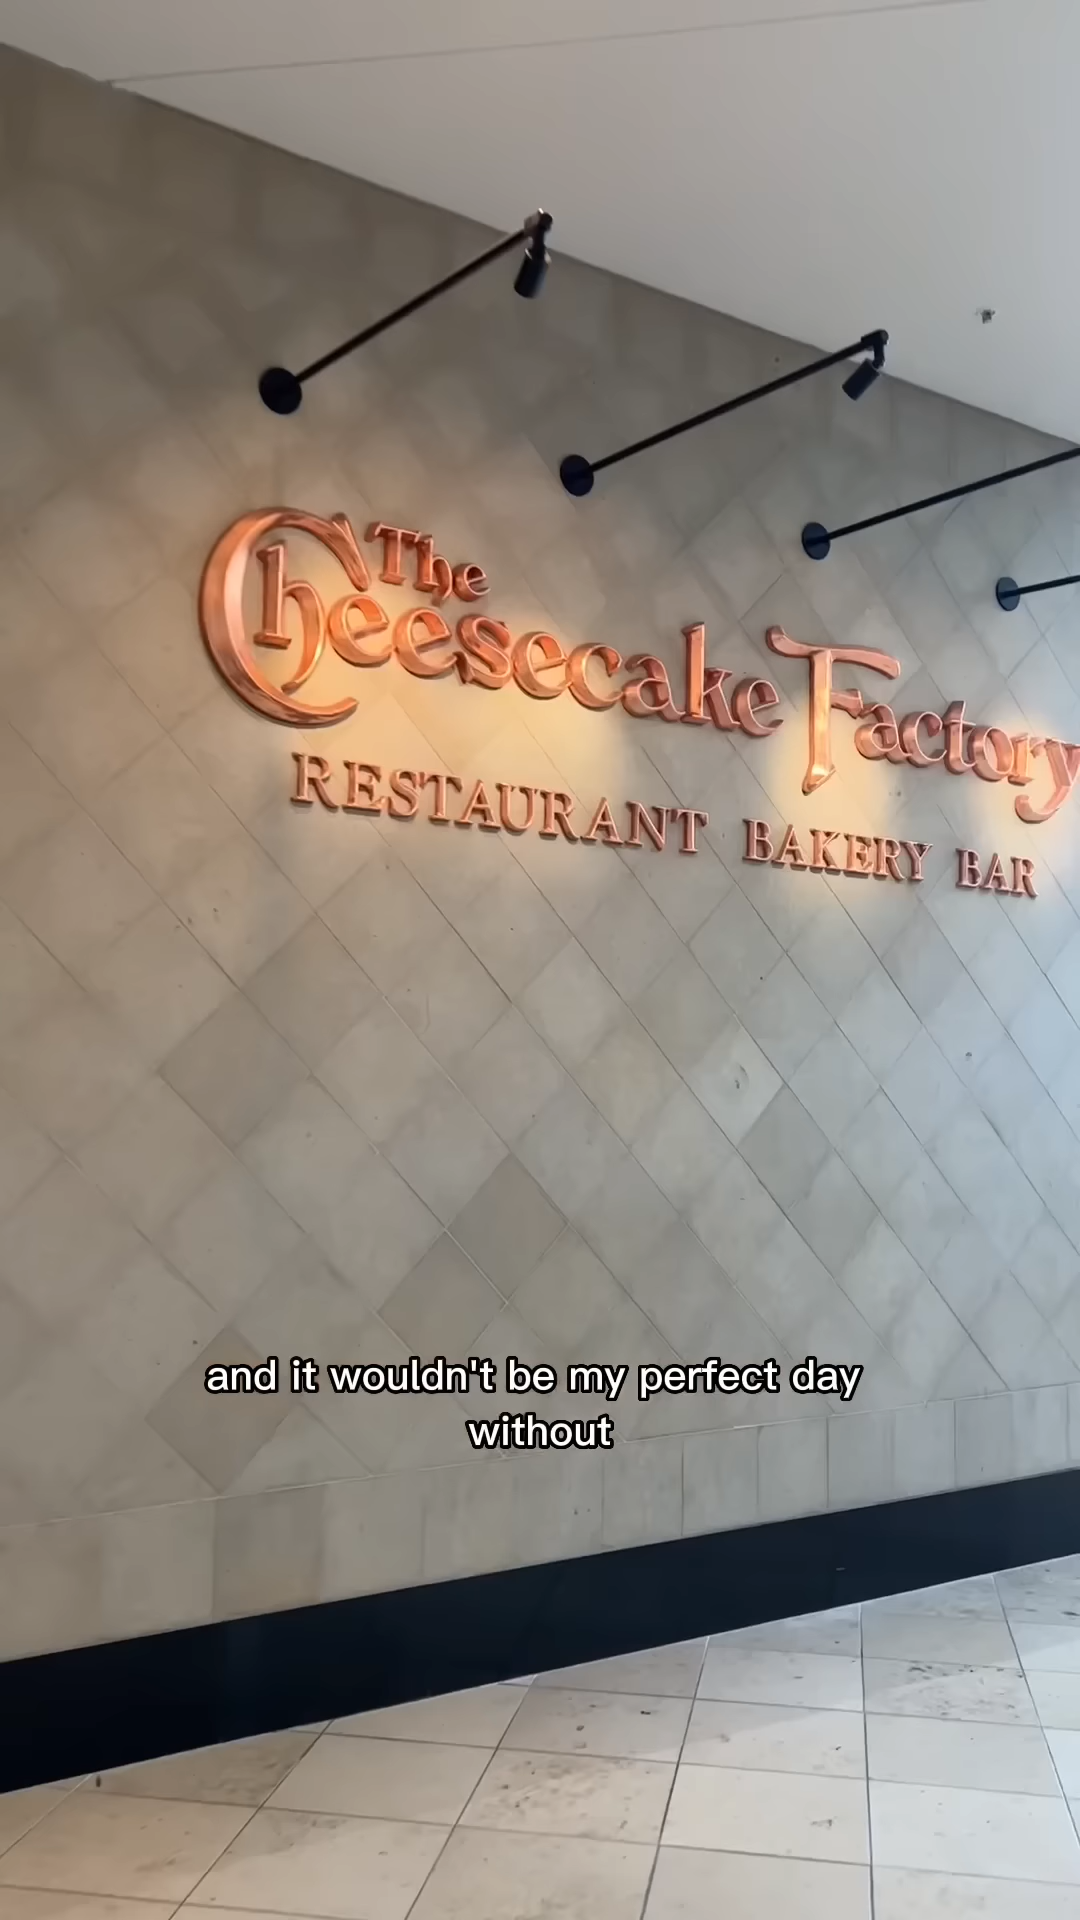 The
Cheesecake Factory
RESTAURANT BAKERY BAR
and it wouldn't be my perfect day
without